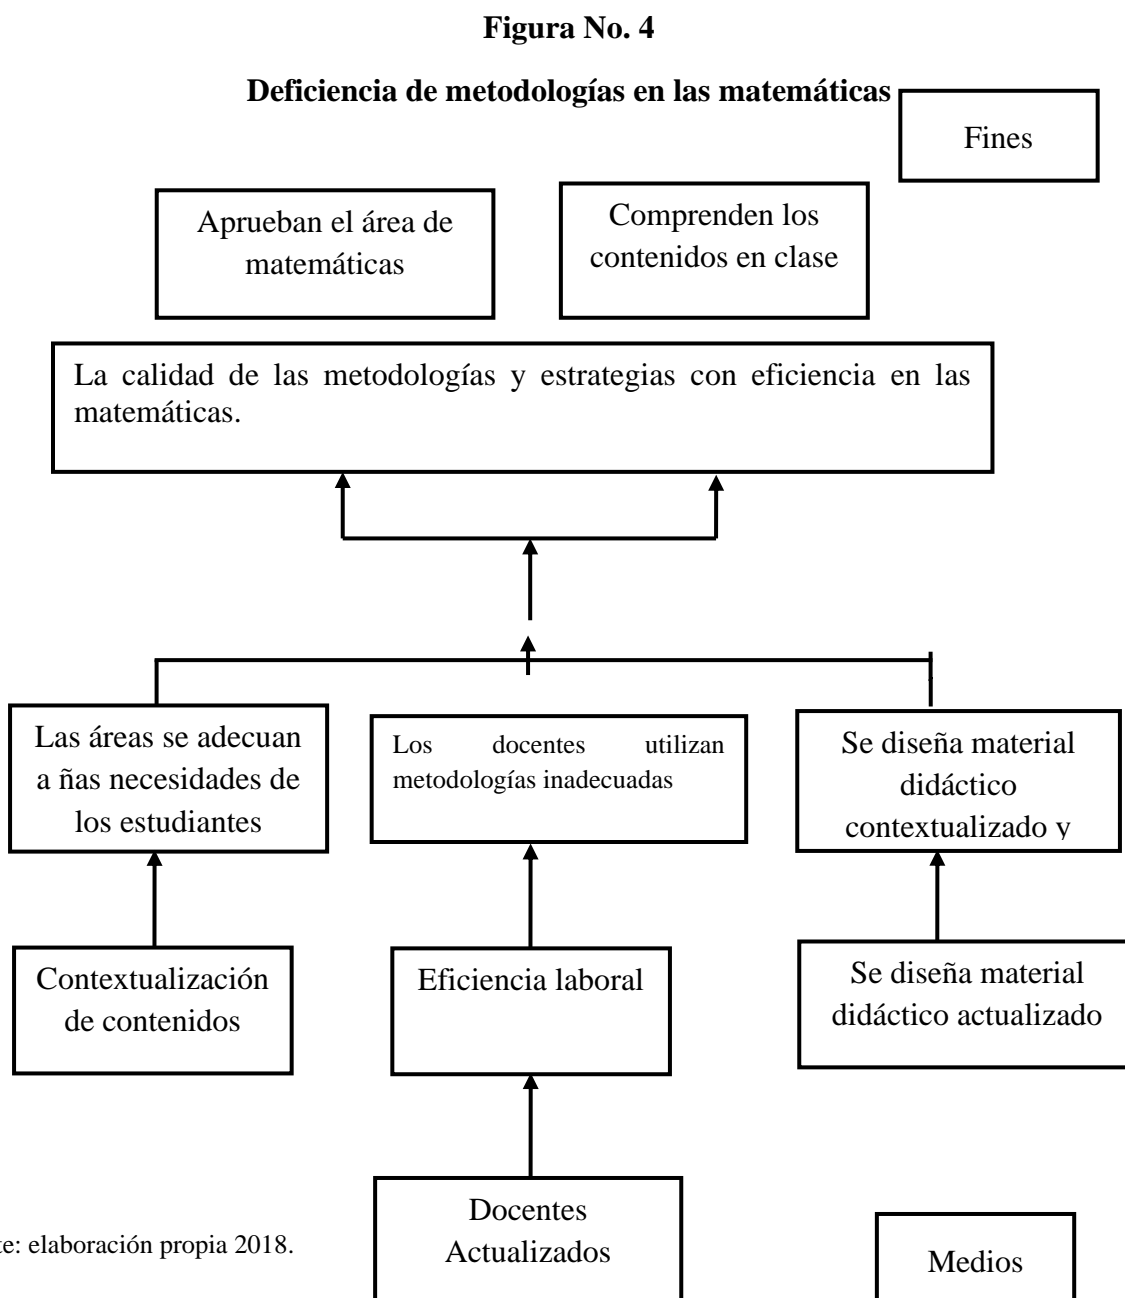 Figura No. 4
Deficiencia de metodologías en las matemáticas
Fines
Aprueban el área de
matemáticas
Comprenden los
contenidos en clase
La calidad de las metodologías y estrategias con eficiencia en las
matemáticas.
Las áreas se adecuan
a ñas necesidades de
los estudiantes
Los docentes utilizan
metodologías inadecuadas
Se diseña material
didáctico
contextualizado y
Contextualización
de contenidos
Eficiencia laboral
Se diseña material
didáctico actualizado
Docentes
Actualizados
te: elaboración propia 2018.
Medios